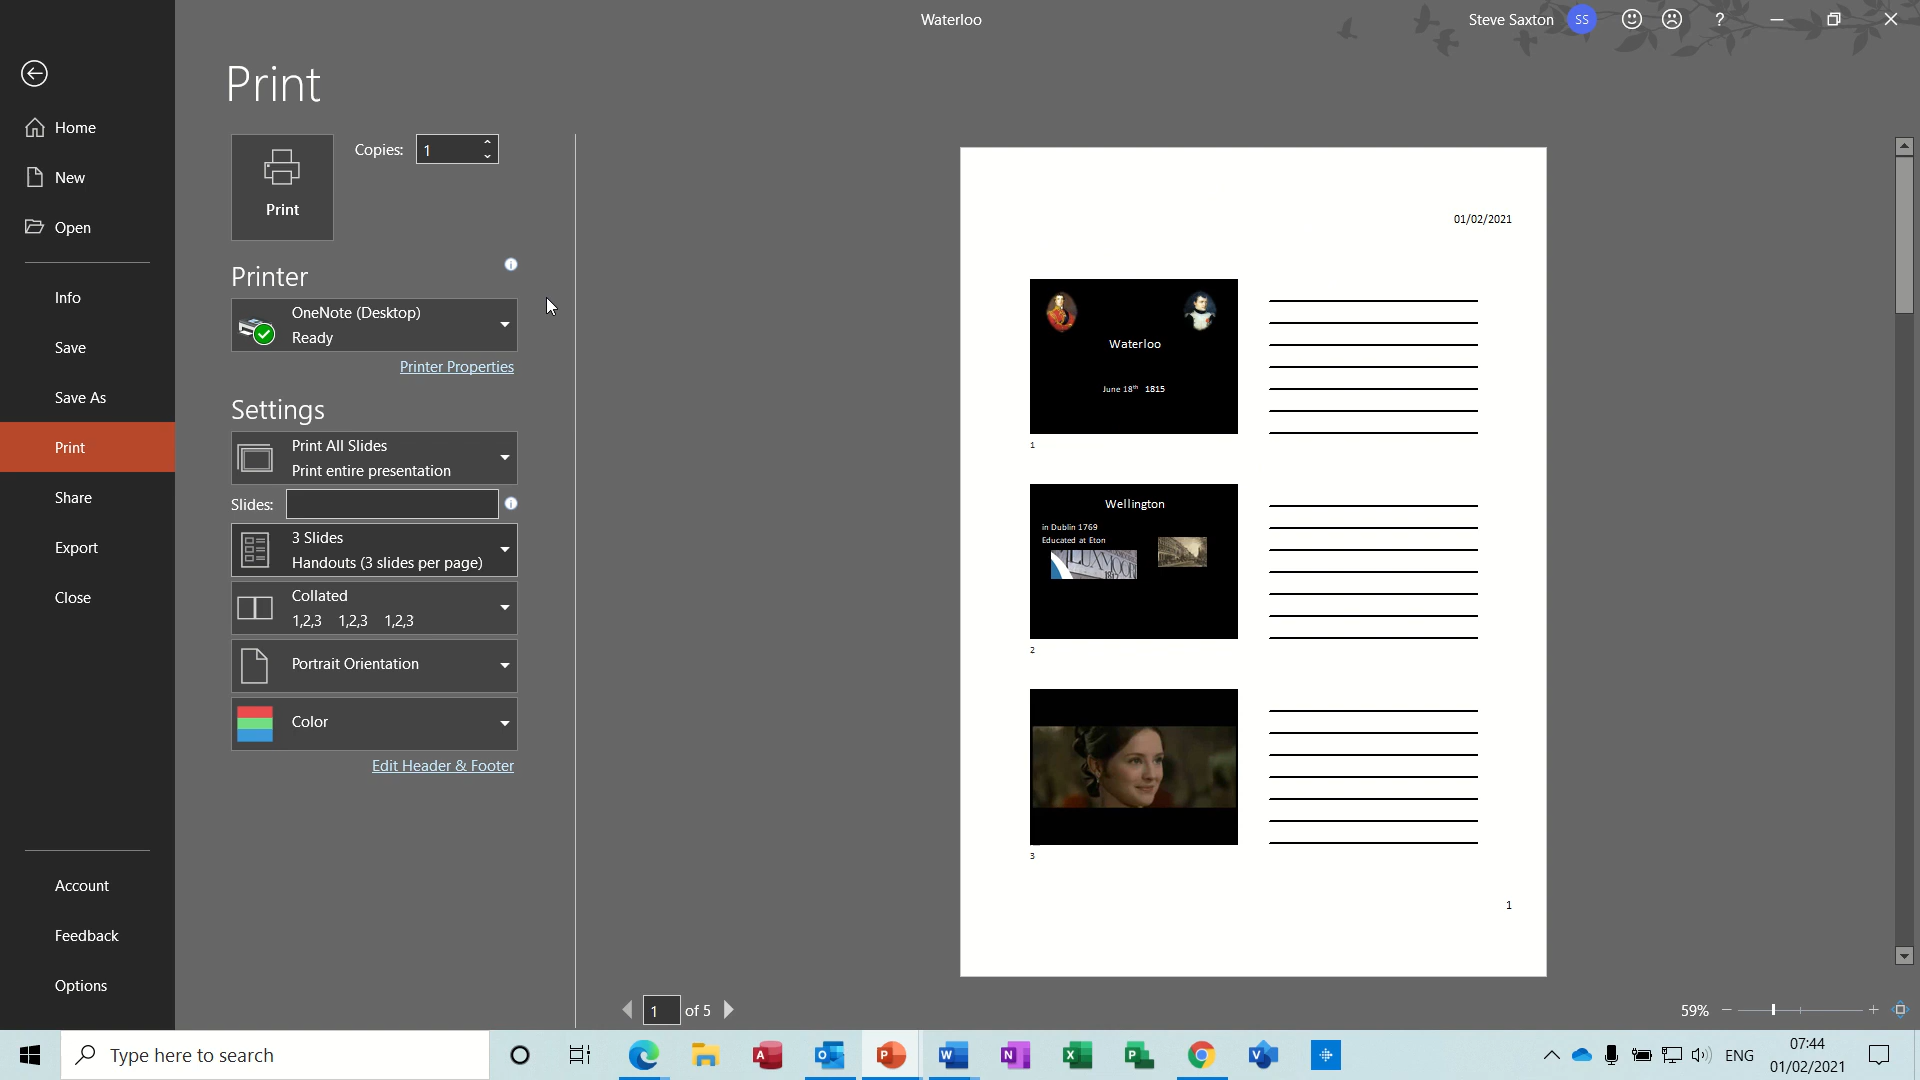 Waterloo
Steve Saxton SS
?
Print
Home
New
Open
Info
Save
Save As
Print
Share
Export
Close
Account
Feedback
Options
Print
Copies: 1
Printer
OneNote (Desktop)
Ready
Printer Properties
Settings
Print All Slides
Print entire presentation
Slides:
3 Slides
Handouts (3 slides per page)
Collated
1,2,3 1,2,3 1,2,3
Portrait Orientation
Color
Edit Header & Footer
01/02/2021
Waterloo
June 18th 1815
1
Wellington
in Dublin 1769
Educated at Eton
LUXMOOR
1817
2
3
1
1 of 5
59%
Type here to search
ENG
07:44
01/02/2021